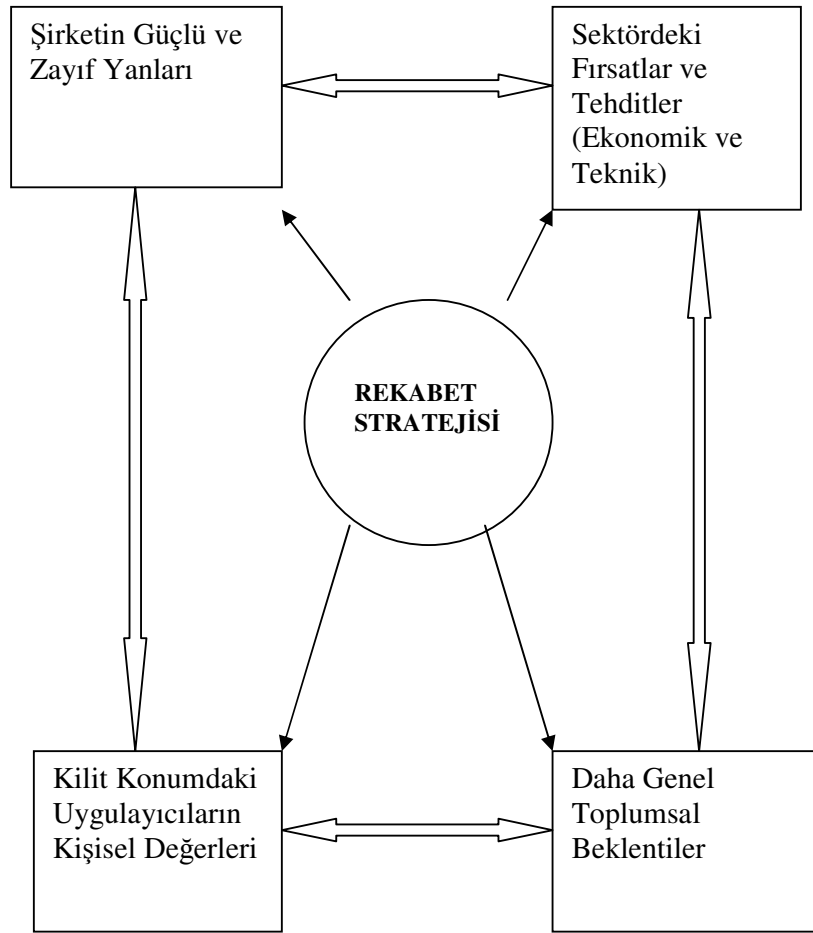 Şirketin Güçlü ve
Zayıf Yanları
Sektördeki
Fırsatlar ve
Tehditler
(Ekonomik ve
Teknik)
REKABET
STRATEJİSİ
Kilit Konumdaki
Uygulayıcıların
Kişisel Değerleri
Daha Genel
Toplumsal
Beklentiler